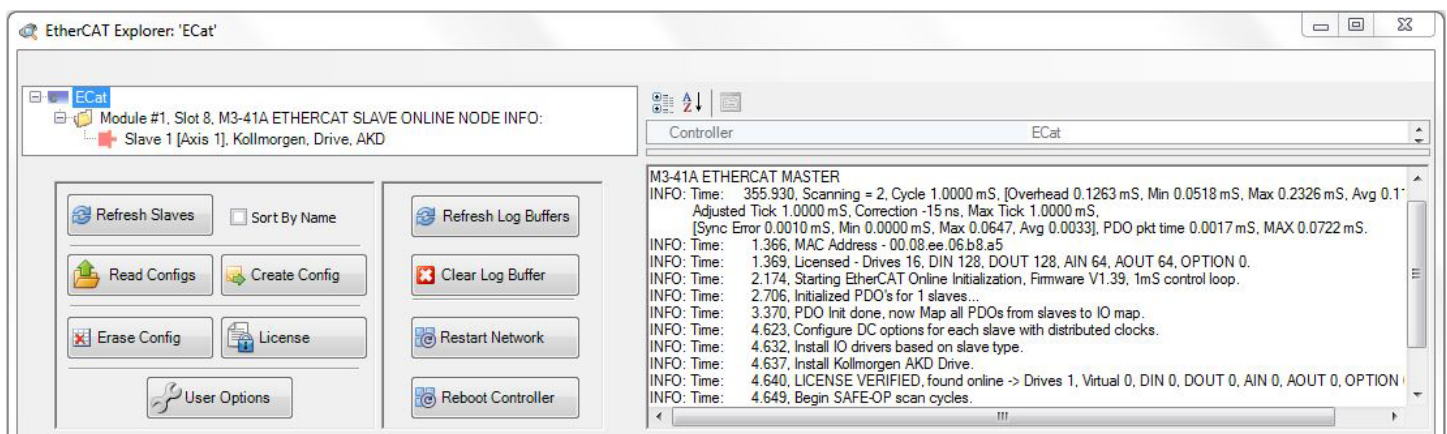 EtherCAT Explorer: 'ECat'
ECat
Module #1, Slot 8, M3-41A ETHERCAT SLAVE ONLINE NODE INFO:
Slave 1 [Axis 1], Kollmorgen, Drive, AKD
Controller ECat
Refresh Slaves
Sort By Name
Refresh Log Buffers
Read Configs
Create Config
Clear Log Buffer
Erase Config
License
Restart Network
User Options
Reboot Controller
M3-41A ETHERCAT MASTER
INFO: Time: 355.930, Scanning = 2, Cycle 1.0000 mS, [Overhead 0.1263 mS, Min 0.0518 mS, Max 0.2326 mS, Avg
Adjusted Tick 1.0000 mS, Correction -15 ns, Max Tick 1.0000 mS,
[Sync Error 0.0010 mS, Min 0.0000 mS, Max 0.0647, Avg 0.0033], PDO pkt time 0.0017 mS, MAX 0.0722 mS.
INFO: Time: 1.366, MAC Address - 00.08.ee.06.b8.a5
INFO: Time: 1.369, Licensed - Drives 16, DIN 128, DOUT 128, AIN 64, AOUT 64, OPTION 0.
INFO: Time: 2.174, Starting EtherCAT Online Initialization, Firmware V1.39, 1mS control loop.
INFO: Time: 2.706, Initialized PDO's for 1 slaves...
INFO: Time: 3.370, PDO Init done, now Map all PDOs from slaves to IO map.
INFO: Time: 4.623, Configure DC options for each slave with distributed clocks.
INFO: Time: 4.632, Install IO drivers based on slave type.
INFO: Time: 4.637, Install Kollmorgen AKD Drive.
INFO: Time: 4.640, LICENSE VERIFIED, found online -> Drives 1, Virtual 0, DIN 0, DOUT 0, AIN 0, AOUT 0, OPTION
INFO: Time: 4.649, Begin SAFE-OP scan cycles.